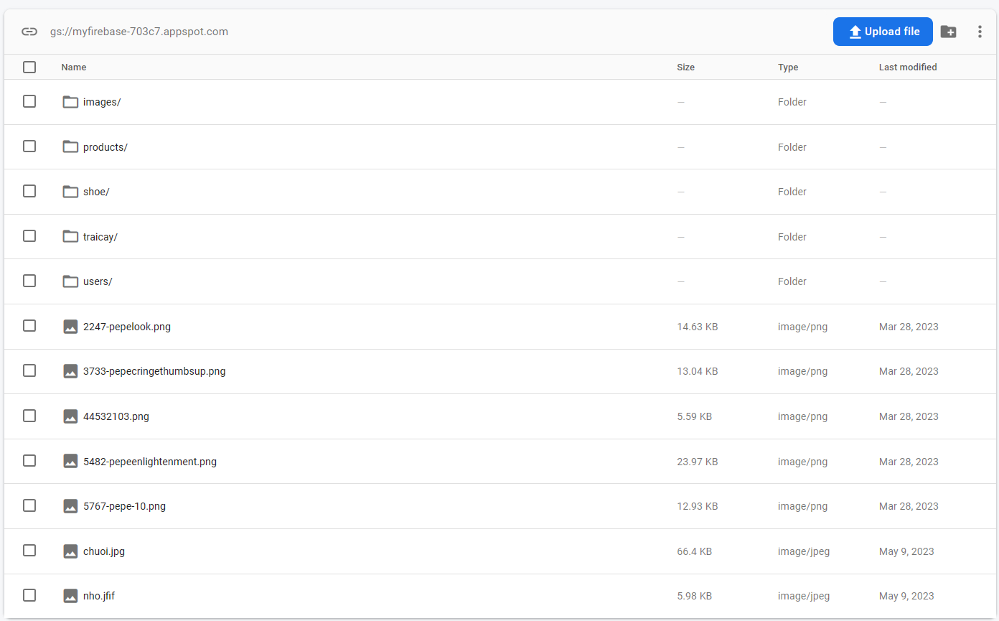 gs://myfirebase-703c7.appspot.com Upload file
Name Size Type Last modified
images/ — Folder —
products/ — Folder —
shoe/ — Folder —
traicay/ — Folder —
users/ — Folder —
2247-pepelook.png 14.63 KB image/png Mar 28, 2023
3733-pepecringethumbsup.png 13.04 KB image/png Mar 28, 2023
44532103.png 5.59 KB image/png Mar 28, 2023
5482-pepeenlightenment.png 23.97 KB image/png Mar 28, 2023
5767-pepe-10.png 12.93 KB image/png Mar 28, 2023
chuoi.jpg 66.4 KB image/jpeg May 9, 2023
nho.jfif 5.98 KB image/jpeg May 9, 2023